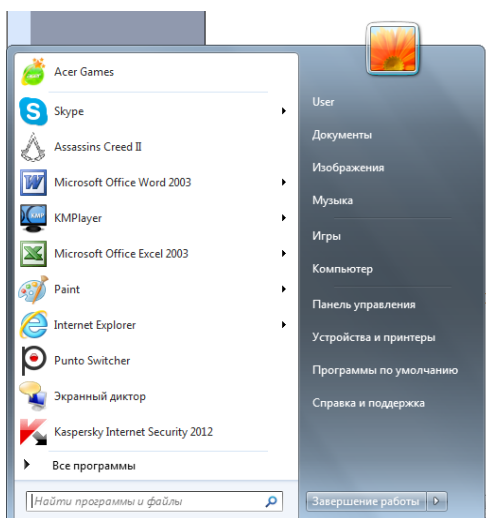 Acer Games
Skype
Assassins Creed II
Microsoft Office Word 2003
KMPlayer
Microsoft Office Excel 2003
Paint
Internet Explorer
Punto Switcher
Экранный диктор
Kaspersky Internet Security 2012
Все программы
Найти программы и файлы
User
Документы
Изображения
Музыка
Игры
Компьютер
Панель управления
Устройства и принтеры
Программы по умолчанию
Справка и поддержка
Завершение работы